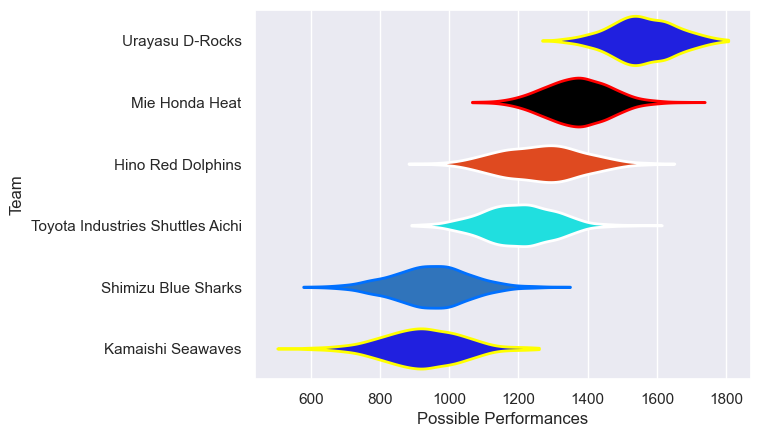 Urayasu D-Rocks
Mie Honda Heat
Hino Red Dolphins
Toyota Industries Shuttles Aichi
Shimizu Blue Sharks
Kamaishi Seawaves
Team
600 800 1000 1200 1400 1600 1800
Possible Performances